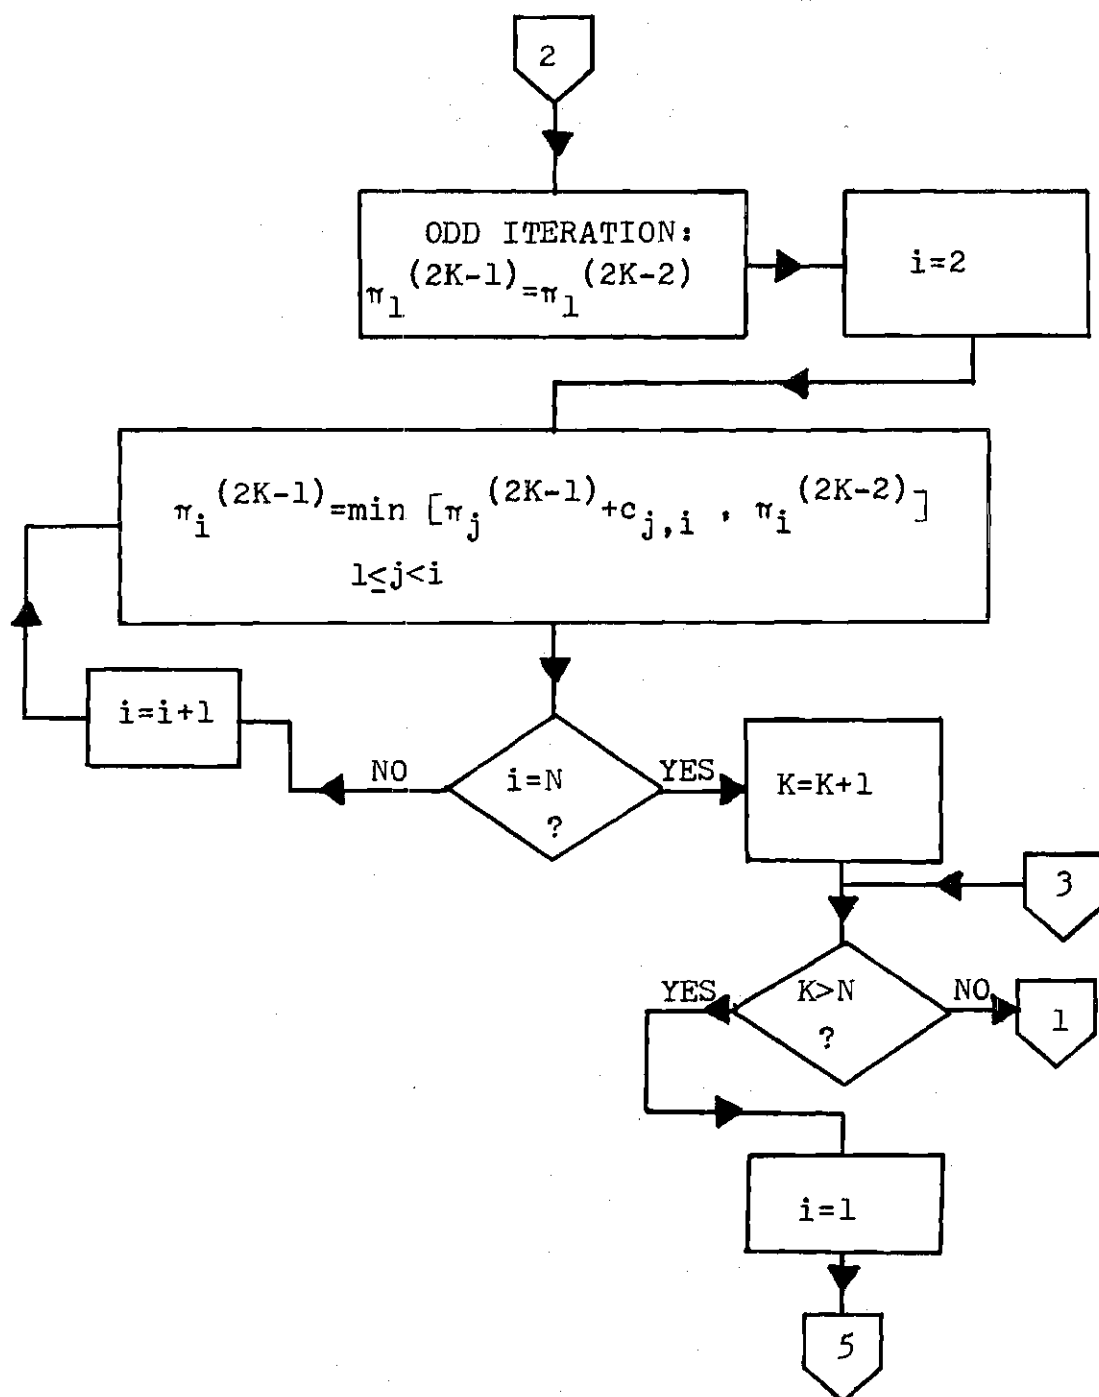 2
ODD ITERATION:
π₁^(2K-1)=π₁^(2K-2)
i=2
πᵢ^(2K-1)=min [πⱼ^(2K-1)+c_j,i , πᵢ^(2K-2)]
1≤j<i
i=i+1
NO
i=N
?
YES
K=K+1
3
YES
K>N
?
NO
1
i=1
5